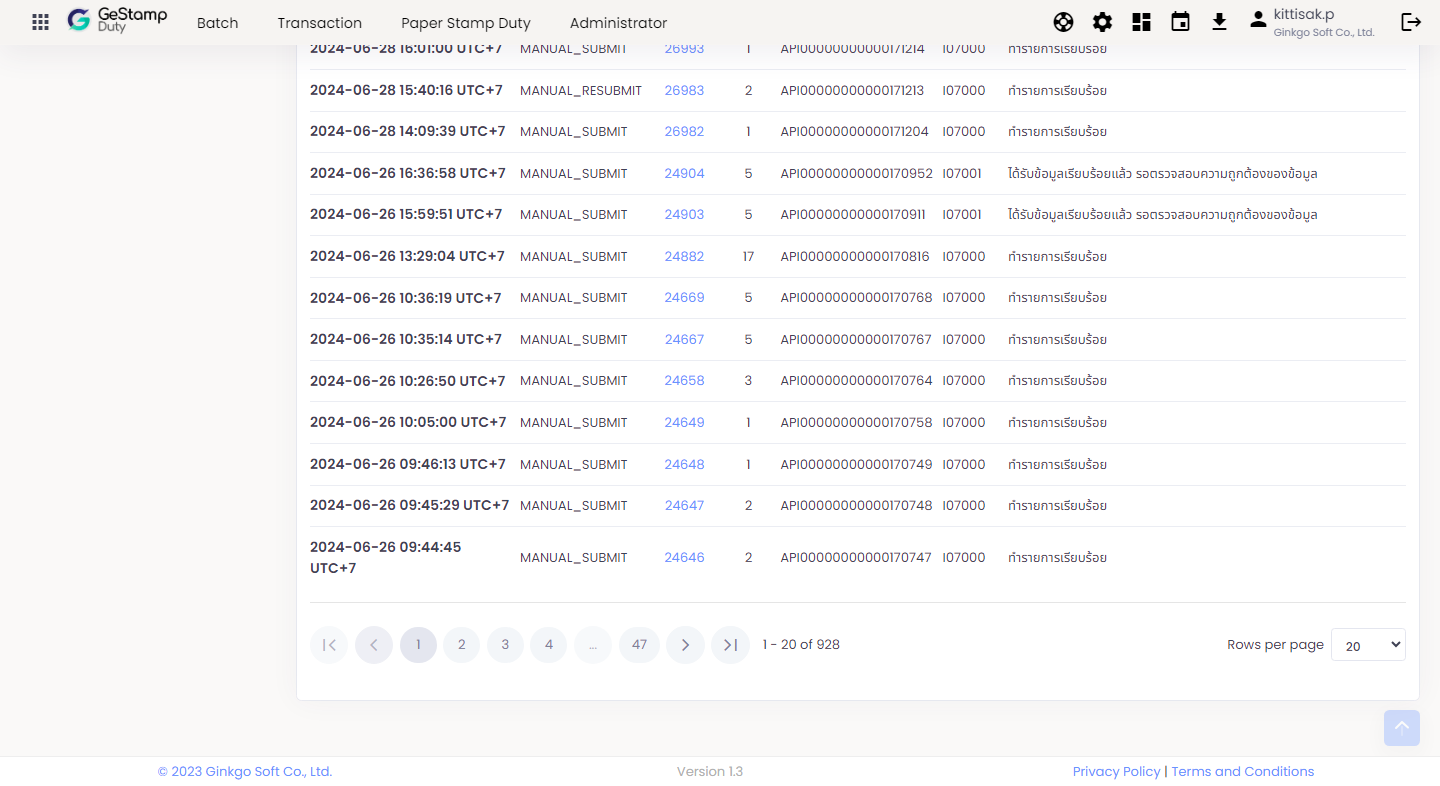 GeStamp
Duty
Batch
Transaction
Paper Stamp Duty
Administrator
kittisak.p
Ginkgo Soft Co., Ltd.
2024-06-28 16:01:00 UTC+7 MANUAL_SUBMIT 26993 1 API00000000000171214 I07000 ทำรายการเรียบร้อย
2024-06-28 15:40:16 UTC+7 MANUAL_RESUBMIT 26983 2 API00000000000171213 I07000 ทำรายการเรียบร้อย
2024-06-28 14:09:39 UTC+7 MANUAL_SUBMIT 26982 1 API00000000000171204 I07000 ทำรายการเรียบร้อย
2024-06-26 16:36:58 UTC+7 MANUAL_SUBMIT 24904 5 API00000000000170952 I07001 ได้รับข้อมูลเรียบร้อยแล้ว รอตรวจสอบความถูกต้องของข้อมูล
2024-06-26 15:59:51 UTC+7 MANUAL_SUBMIT 24903 5 API00000000000170911 I07001 ได้รับข้อมูลเรียบร้อยแล้ว รอตรวจสอบความถูกต้องของข้อมูล
2024-06-26 13:29:04 UTC+7 MANUAL_SUBMIT 24882 17 API00000000000170816 I07000 ทำรายการเรียบร้อย
2024-06-26 10:36:19 UTC+7 MANUAL_SUBMIT 24669 5 API00000000000170768 I07000 ทำรายการเรียบร้อย
2024-06-26 10:35:14 UTC+7 MANUAL_SUBMIT 24667 5 API00000000000170767 I07000 ทำรายการเรียบร้อย
2024-06-26 10:26:50 UTC+7 MANUAL_SUBMIT 24658 3 API00000000000170764 I07000 ทำรายการเรียบร้อย
2024-06-26 10:05:00 UTC+7 MANUAL_SUBMIT 24649 1 API00000000000170758 I07000 ทำรายการเรียบร้อย
2024-06-26 09:46:13 UTC+7 MANUAL_SUBMIT 24648 1 API00000000000170749 I07000 ทำรายการเรียบร้อย
2024-06-26 09:45:29 UTC+7 MANUAL_SUBMIT 24647 2 API00000000000170748 I07000 ทำรายการเรียบร้อย
2024-06-26 09:44:45
UTC+7
MANUAL_SUBMIT 24646 2 API00000000000170747 I07000 ทำรายการเรียบร้อย
1 2 3 4 ... 47 1 - 20 of 928
Rows per page 20
© 2023 Ginkgo Soft Co., Ltd.
Version 1.3
Privacy Policy | Terms and Conditions